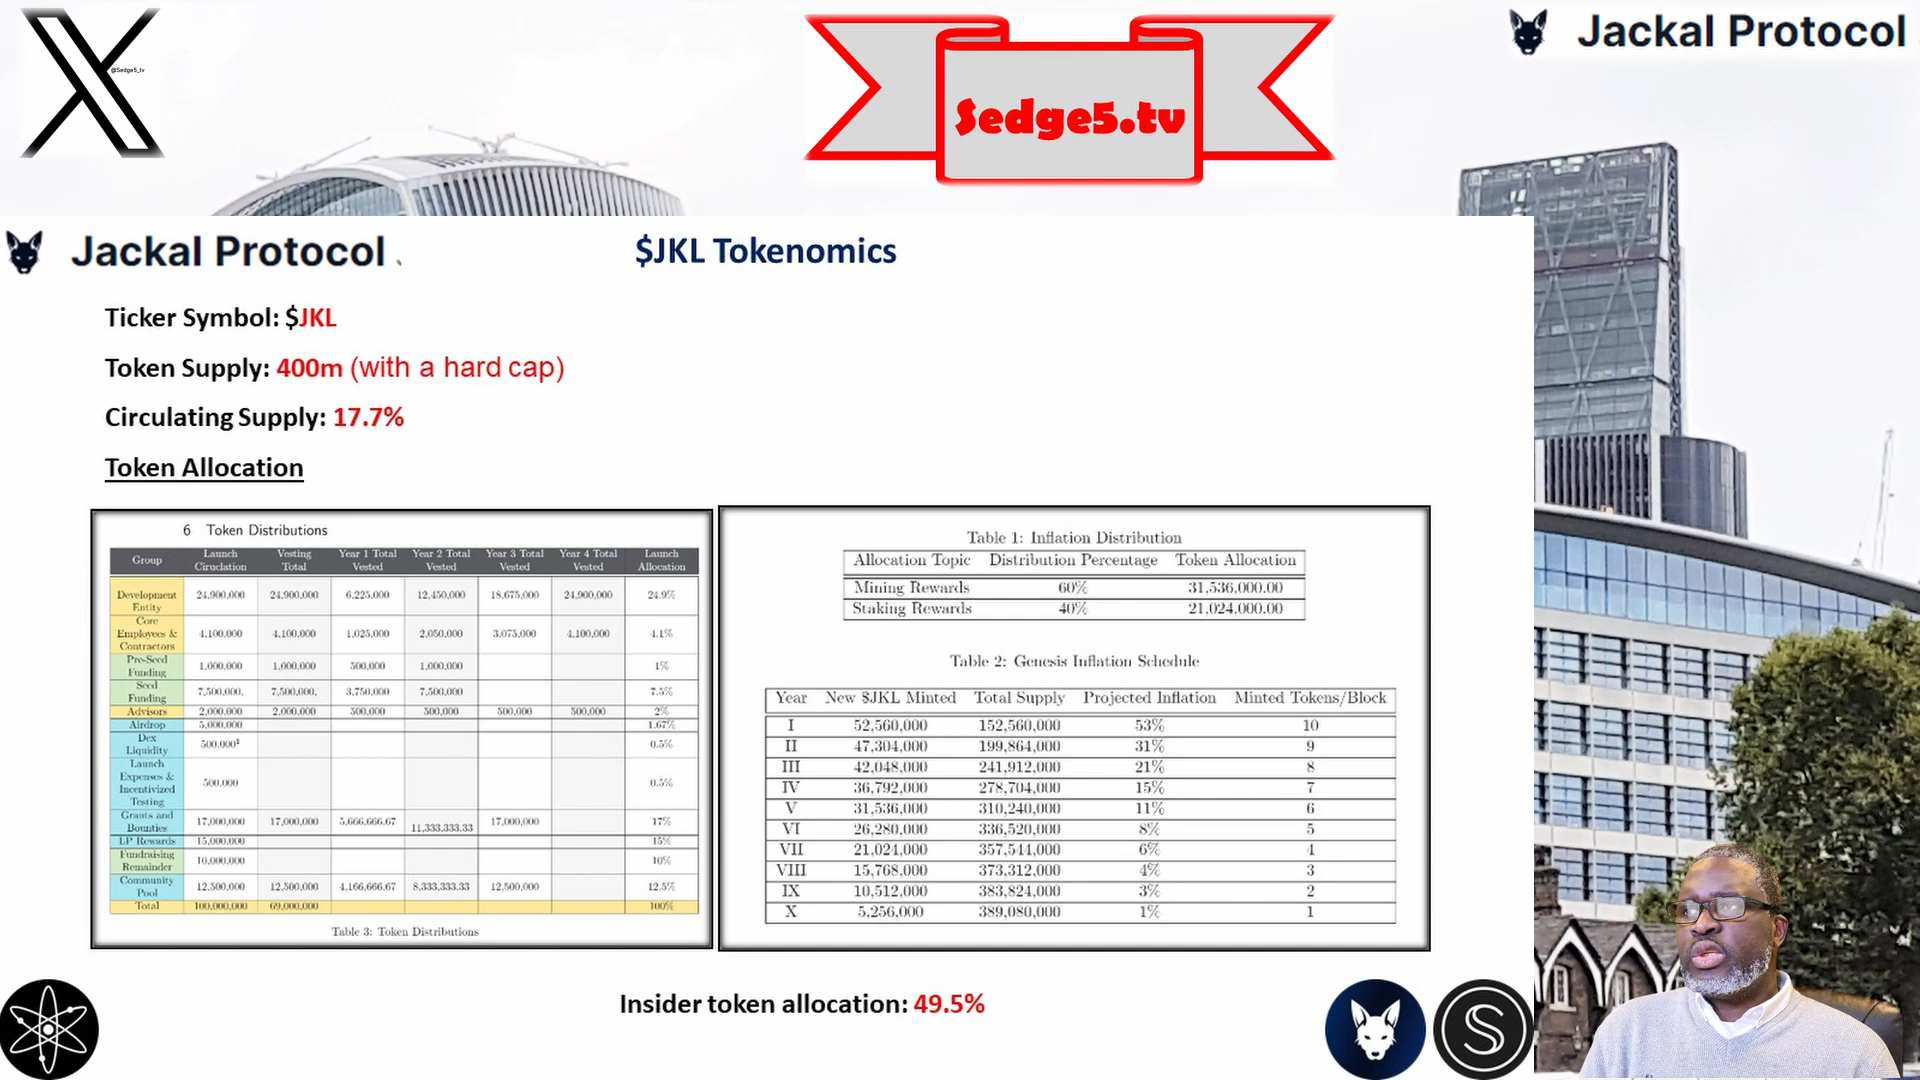 @Sedge5_tv
Sedge5.tv
Jackal Protocol
Jackal Protocol
$JKL Tokenomics
Ticker Symbol: $JKL
Token Supply: 400m (with a hard cap)
Circulating Supply: 17.7%
Token Allocation
6 Token Distributions
Group Launch Ciruclation Vesting Total Year 1 Total Vested Year 2 Total Vested Year 3 Total Vested Year 4 Total Vested Launch Allocation
Development Entity 24,900,000 24,900,000 6,225,000 12,450,000 18,675,000 24,900,000 24.9%
Core Employees & Contractors 4,100,000 4,100,000 1,025,000 2,050,000 3,075,000 4,100,000 4.1%
Pre-Seed Funding 1,000,000 1,000,000 500,000 1,000,000 1%
Seed Funding 7,500,000, 7,500,000, 3,750,000 7,500,000 7.5%
Advisors 2,000,000 2,000,000 500,000 500,000 500,000 500,000 2%
Airdrop 5,000,000 1.67%
Dex Liquidity 500.000‡ 0.5%
Launch Expenses & Incentivized Testing 500,000 0.5%
Grants and Bounties 17,000,000 17,000,000 5,666,666.67 11,333,333.33 17,000,000 17%
LP Rewards 15,000,000 15%
Fundraising Remainder 10,000,000 10%
Community Pool 12,500,000 12,500,000 4,166,666.67 8,333,333.33 12,500,000 12.5%
Total 100,000,000 69,000,000 100%
Table 3: Token Distributions
Table 1: Inflation Distribution
Allocation Topic Distribution Percentage Token Allocation
Mining Rewards 60% 31,536,000.00
Staking Rewards 40% 21,024,000.00
Table 2: Genesis Inflation Schedule
Year New $JKL Minted Total Supply Projected Inflation Minted Tokens/Block
I 52,560,000 152,560,000 53% 10
II 47,304,000 199,864,000 31% 9
III 42,048,000 241,912,000 21% 8
IV 36,792,000 278,704,000 15% 7
V 31,536,000 310,240,000 11% 6
VI 26,280,000 336,520,000 8% 5
VII 21,024,000 357,544,000 6% 4
VIII 15,768,000 373,312,000 4% 3
IX 10,512,000 383,824,000 3% 2
X 5,256,000 389,080,000 1% 1
Insider token allocation: 49.5%